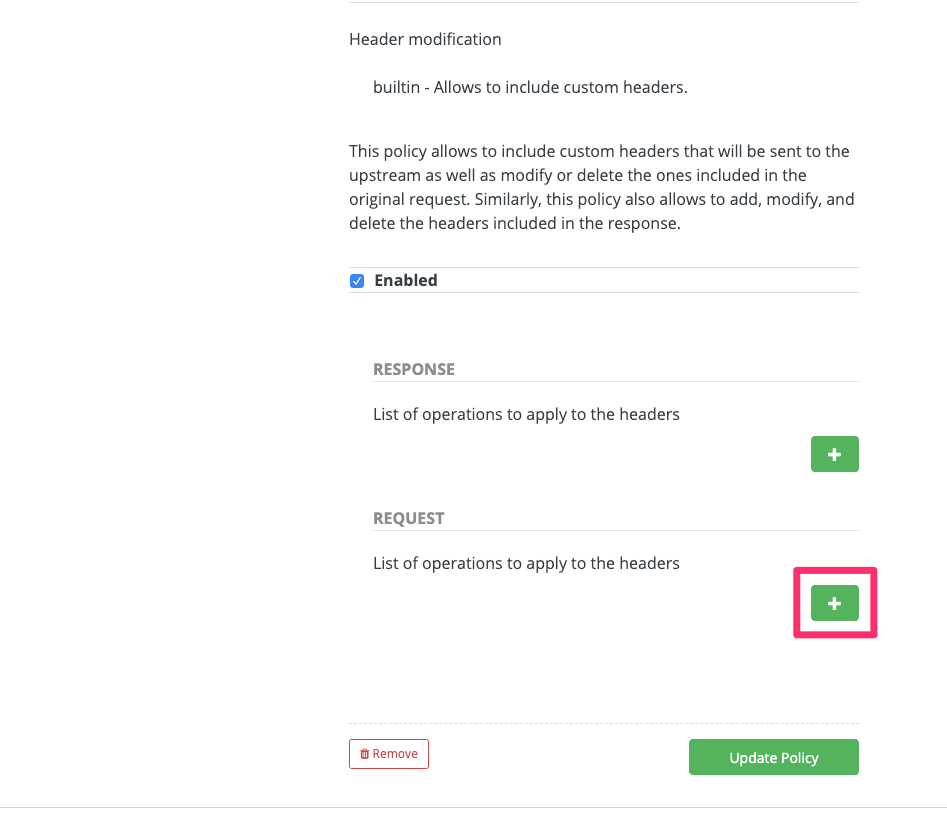 Header modification
builtin - Allows to include custom headers.
This policy allows to include custom headers that will be sent to the
upstream as well as modify or delete the ones included in the
original request. Similarly, this policy also allows to add, modify, and
delete the headers included in the response.
Enabled
RESPONSE
List of operations to apply to the headers
REQUEST
List of operations to apply to the headers
Remove
Update Policy